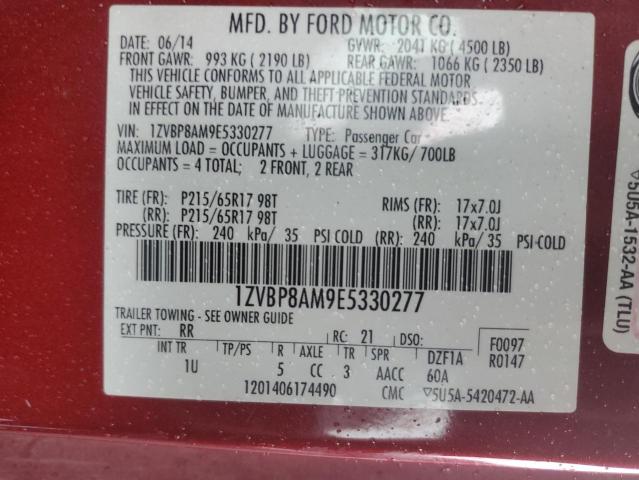 MFD. BY FORD MOTOR CO.
DATE: 06/14 GVWR: 2041 KG ( 4500 LB)
FRONT GAWR: 993 KG ( 2190 LB) REAR GAWR: 1066 KG ( 2350 LB)
THIS VEHICLE CONFORMS TO ALL APPLICABLE FEDERAL MOTOR
VEHICLE SAFETY, BUMPER, AND THEFT PREVENTION STANDARDS
IN EFFECT ON THE DATE OF MANUFACTURE SHOWN ABOVE.
VIN: 1ZVBP8AM9E5330277 TYPE: Passenger Car
MAXIMUM LOAD = OCCUPANTS + LUGGAGE = 317KG/ 700LB
OCCUPANTS = 4 TOTAL; 2 FRONT, 2 REAR
TIRE (FR): P215/65R17 98T RIMS (FR): 17x7.0J
(RR): P215/65R17 98T (RR): 17x7.0J
PRESSURE (FR): 240 kPa/ 35 PSI COLD (RR): 240 kPa/ 35 PSI-COLD
1ZVBP8AM9E5330277
TRAILER TOWING - SEE OWNER GUIDE
EXT PNT: RR RC: 21 DSO: F0097
INT TR TP/PS R AXLE TR SPR DZF1A R0147
1U 5 CC 3 AACC 60A
1201406174490 CMC ▽5U5A-5420472-AA
▽5U5A-1532-AA (TLU)